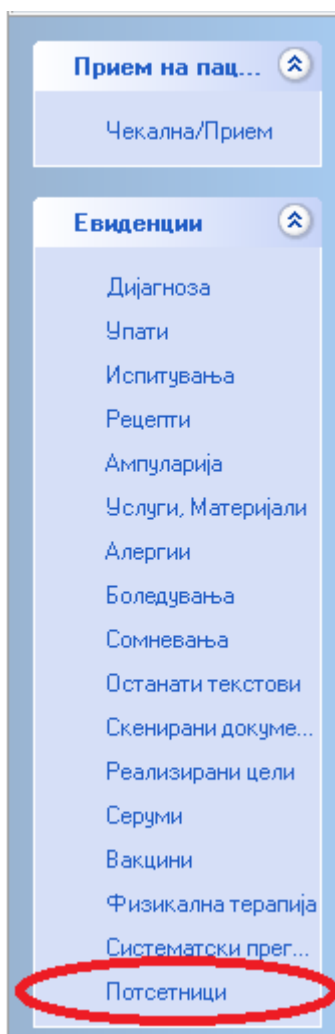 Прием на пац...
Чекална/Прием
Евиденции
Дијагноза
Упати
Испитувања
Рецепти
Ампуларија
Услуги, Материјали
Алергии
Боледувања
Сомневања
Останати текстови
Скенирани докуме...
Реализирани цели
Серуми
Вакцини
Физикална терапија
Систематски прег...
Потсетници